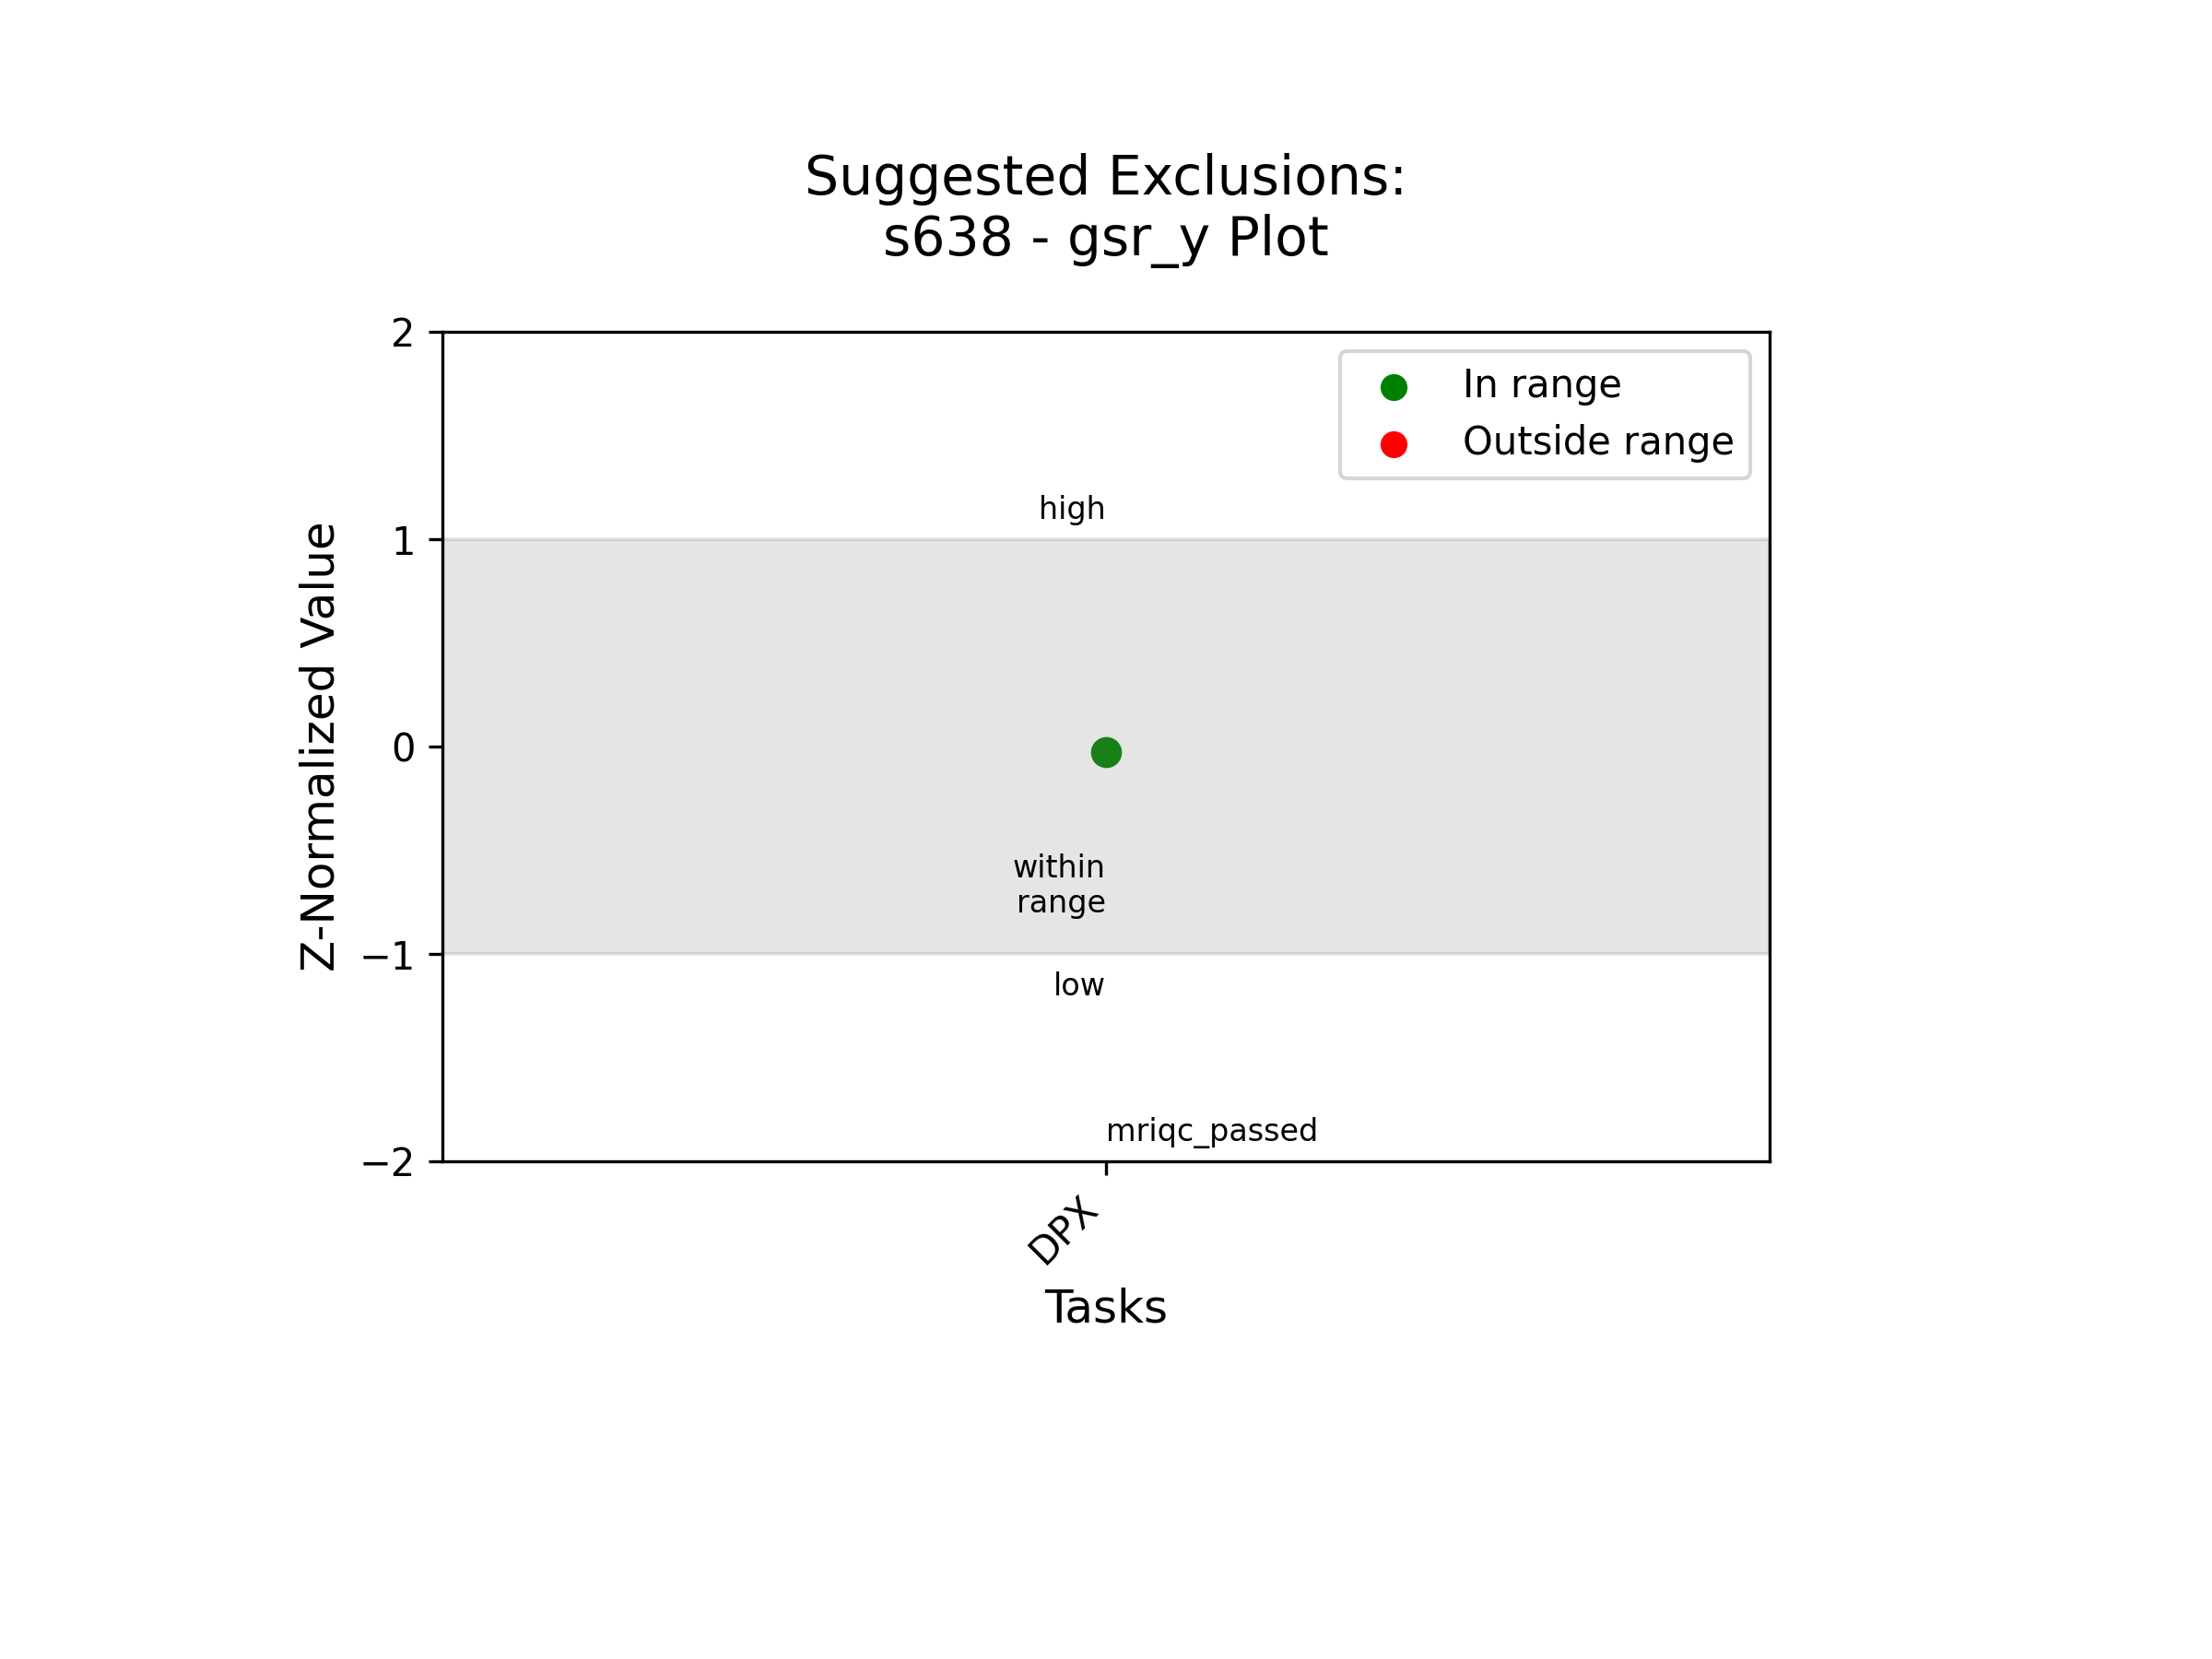 Suggested Exclusions:
s638 - gsr_y Plot
2
In range
Outside range
high
1
Z-Normalized Value
0
within
range
−1
low
mriqc_passed
−2
DPX
Tasks